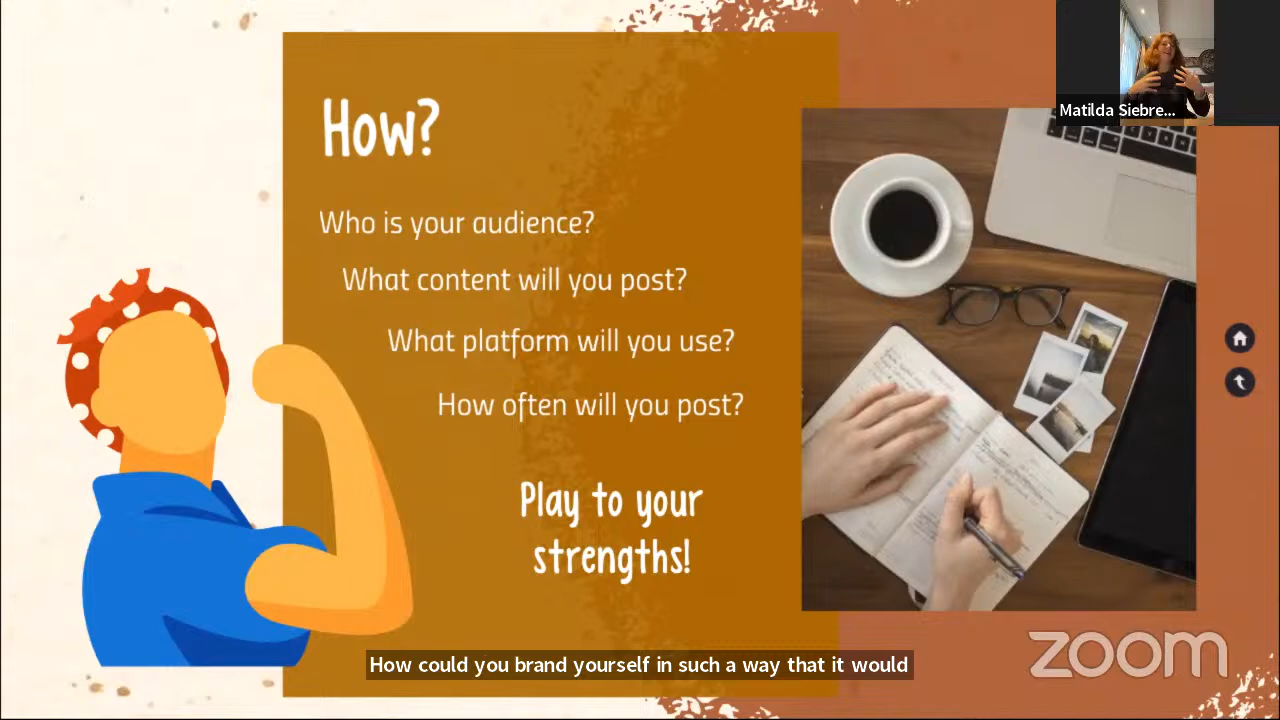 How?
Who is your audience?
What content will you post?
What platform will you use?
How often will you post?
Play to your
strengths!
Matilda Siebre...
How could you brand yourself in such a way that it would
zoom